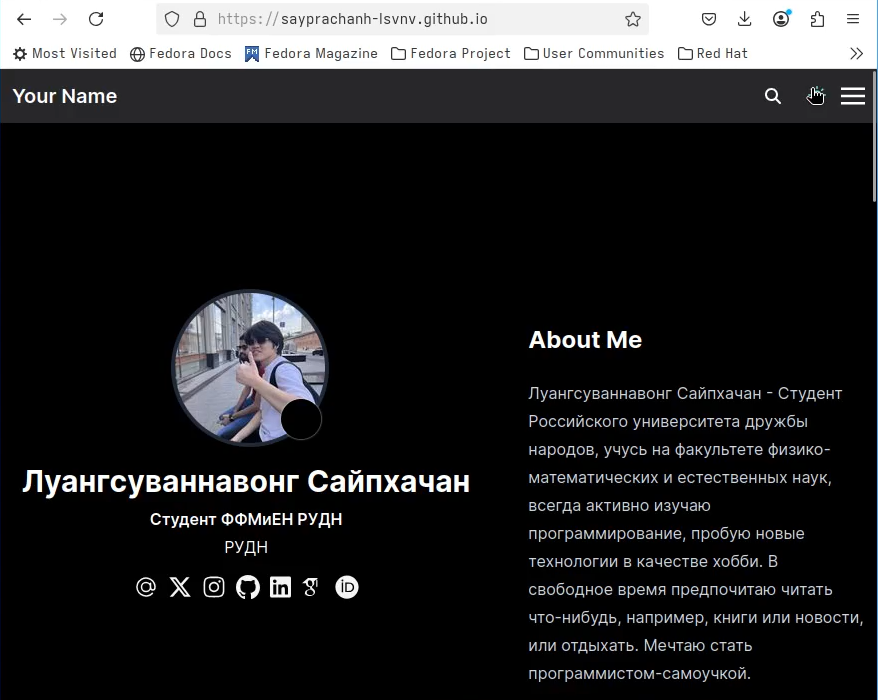 https://sayprachanh-lsvnv.github.io
Most Visited Fedora Docs Fedora Magazine Fedora Project User Communities Red Hat
Your Name
Луангсуваннавонг Сайпхачан
Студент ФФМиЕН РУДН
РУДН
About Me
Луангсуваннавонг Сайпхачан - Студент
Российского университета дружбы
народов, учусь на факультете физико-
математических и естественных наук,
всегда активно изучаю
программирование, пробую новые
технологии в качестве хобби. В
свободное время предпочитаю читать
что-нибудь, например, книги или новости,
или отдыхать. Мечтаю стать
программистом-самоучкой.